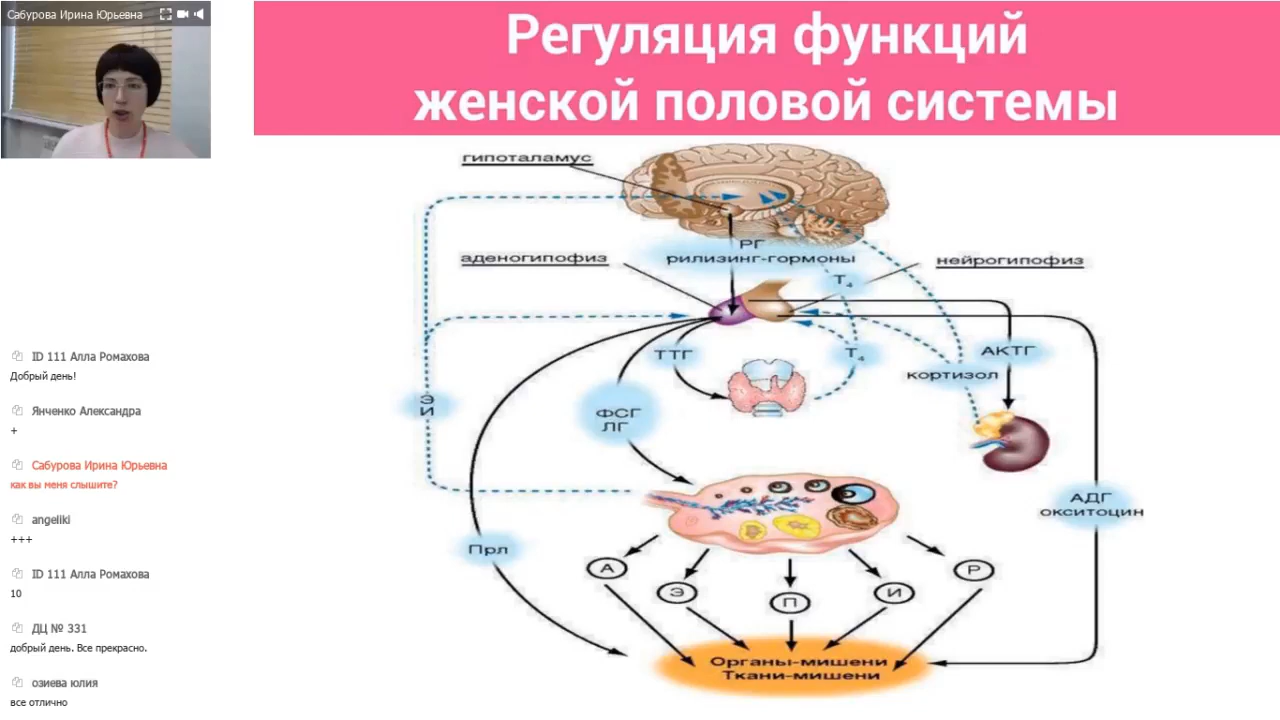 Сабурова Ирина Юрьевна
Регуляция функций
женской половой системы
гипоталамус
РГ
рилизинг-гормоны
аденогипофиз
нейрогипофиз
Т4
ТТГ
Т4
АКТГ
кортизол
Э
И
ФСГ
ЛГ
АДГ
окситоцин
Прл
А
Э
П
И
Р
Органы-мишени
Ткани-мишени
ID 111 Алла Ромахова
Добрый день!
Янченко Александра
+
Сабурова Ирина Юрьевна
как вы меня слышите?
angeliki
+++
ID 111 Алла Ромахова
10
ДЦ № 331
добрый день. Все прекрасно.
озиева юлия
все отлично